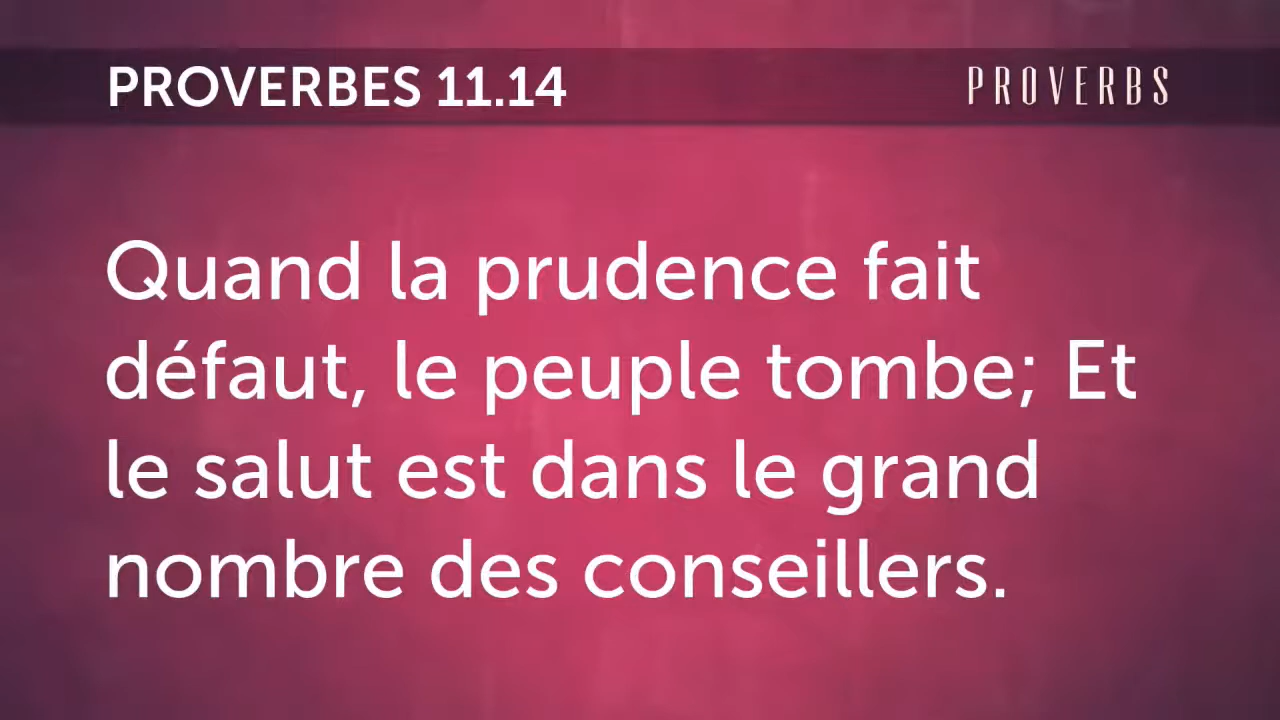 PROVERBES 11.14
PROVERBS
Quand la prudence fait
défaut, le peuple tombe; Et
le salut est dans le grand
nombre des conseillers.